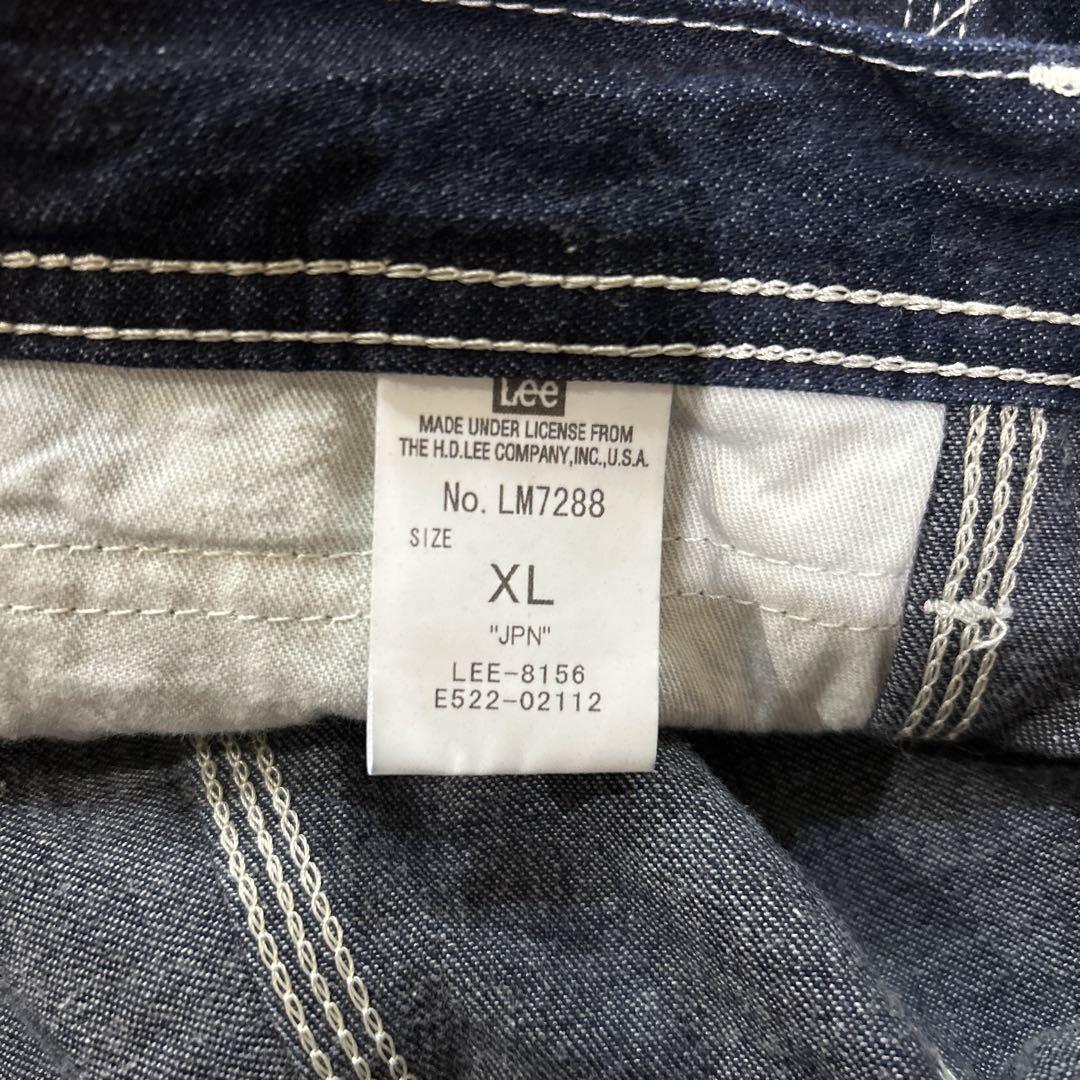 Lee
MADE UNDER LICENSE FROM
THE H.D.LEE COMPANY,INC.,U.S.A.
No. LM7288
SIZE
XL
"JPN"
LEE-8156
E522-02112